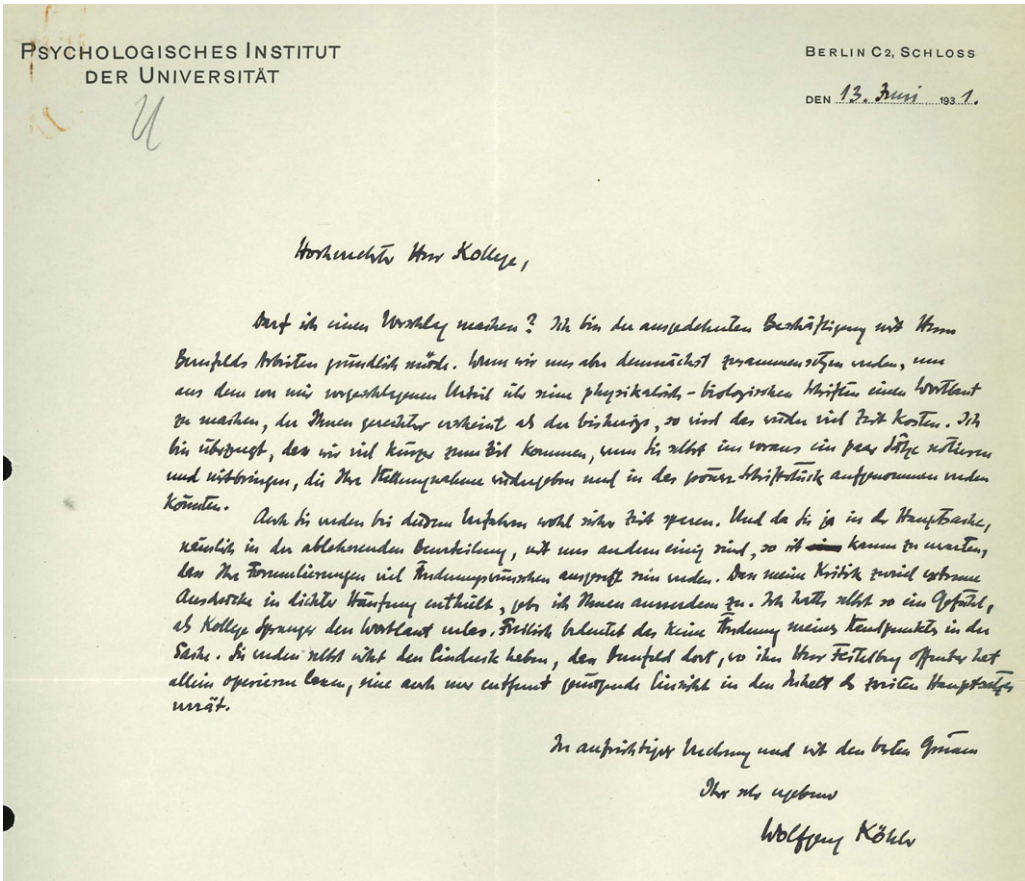 PSYCHOLOGISCHES INSTITUT
DER UNIVERSITÄT
BERLIN C2, SCHLOSS
DEN 13. Juni 1931.
Hochverehrter Herr Kollege,
Darf ich einen Vorschlag machen? Ich bin der ausgedehnten Beschäftigung mit Herrn
Bernfelds Arbeiten gründlich müde. Wenn wir uns aber demnächst zusammensetzen werden, um
aus dem von mir vorgeschlagenen Urteil über seine physikalisch-biologischen Schriften einen Wortlaut
zu machen, der Ihnen gerechter erscheint als der bisherige, so wird das wieder viel Zeit kosten. Ich
bin überzeugt, dass wir viel kürzer zum Ziel kommen, wenn Sie selbst im voraus ein paar Sätze notieren
und mitbringen, die Ihre Stellungnahme wiedergeben und in das Schriftstück aufgenommen werden
könnten.
Auch Sie werden bei diesem Verfahren wohl sicher Zeit sparen. Und da Sie ja in der Hauptsache,
nämlich in der ablehnenden Beurteilung, mit uns andern einig sind, so ist kaum zu erwarten,
dass Ihre Formulierungen viel Änderungswünschen ausgesetzt sein werden. Dass meine Kritik zuviel extreme
Ausdrücke in dichter Häufung enthält, gebe ich Ihnen ausserdem zu. Ich hatte selbst so ein Gefühl,
als Kollege Spranger den Wortlaut verlas. Freilich bedeutet das keine Änderung meines Standpunktes in der
Sache. Sie werden selbst nicht den Eindruck haben, dass Bernfeld dort, wo ihn Herr Feitelberg offenbar hat
allein operieren lassen, eine auch nur entfernt genügende Einsicht in den Inhalt des zweiten Hauptsatzes
verrät.
In aufrichtiger Verehrung und mit den besten Grüssen
Ihr sehr ergebener
Wolfgang Köhler